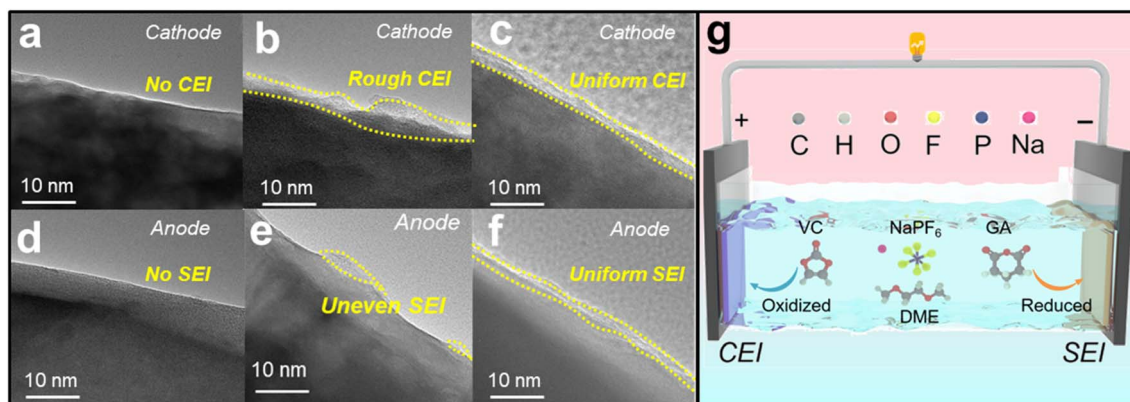 a
Cathode
No CEI
10 nm
b
Cathode
Rough CEI
10 nm
c
Cathode
Uniform CEI
10 nm
d
Anode
No SEI
10 nm
e
Anode
Uneven SEI
10 nm
f
Anode
Uniform SEI
10 nm
g
+
−
C H O F P Na
VC NaPF₆ GA
Oxidized DME Reduced
CEI SEI